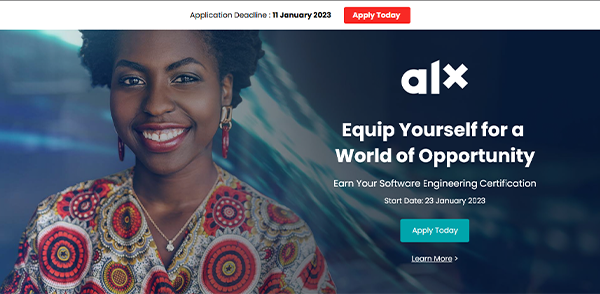 Application Deadline : 11 January 2023 Apply Today
alx
Equip Yourself for a
World of Opportunity
Earn Your Software Engineering Certification
Start Date: 23 January 2023
Apply Today
Learn More >